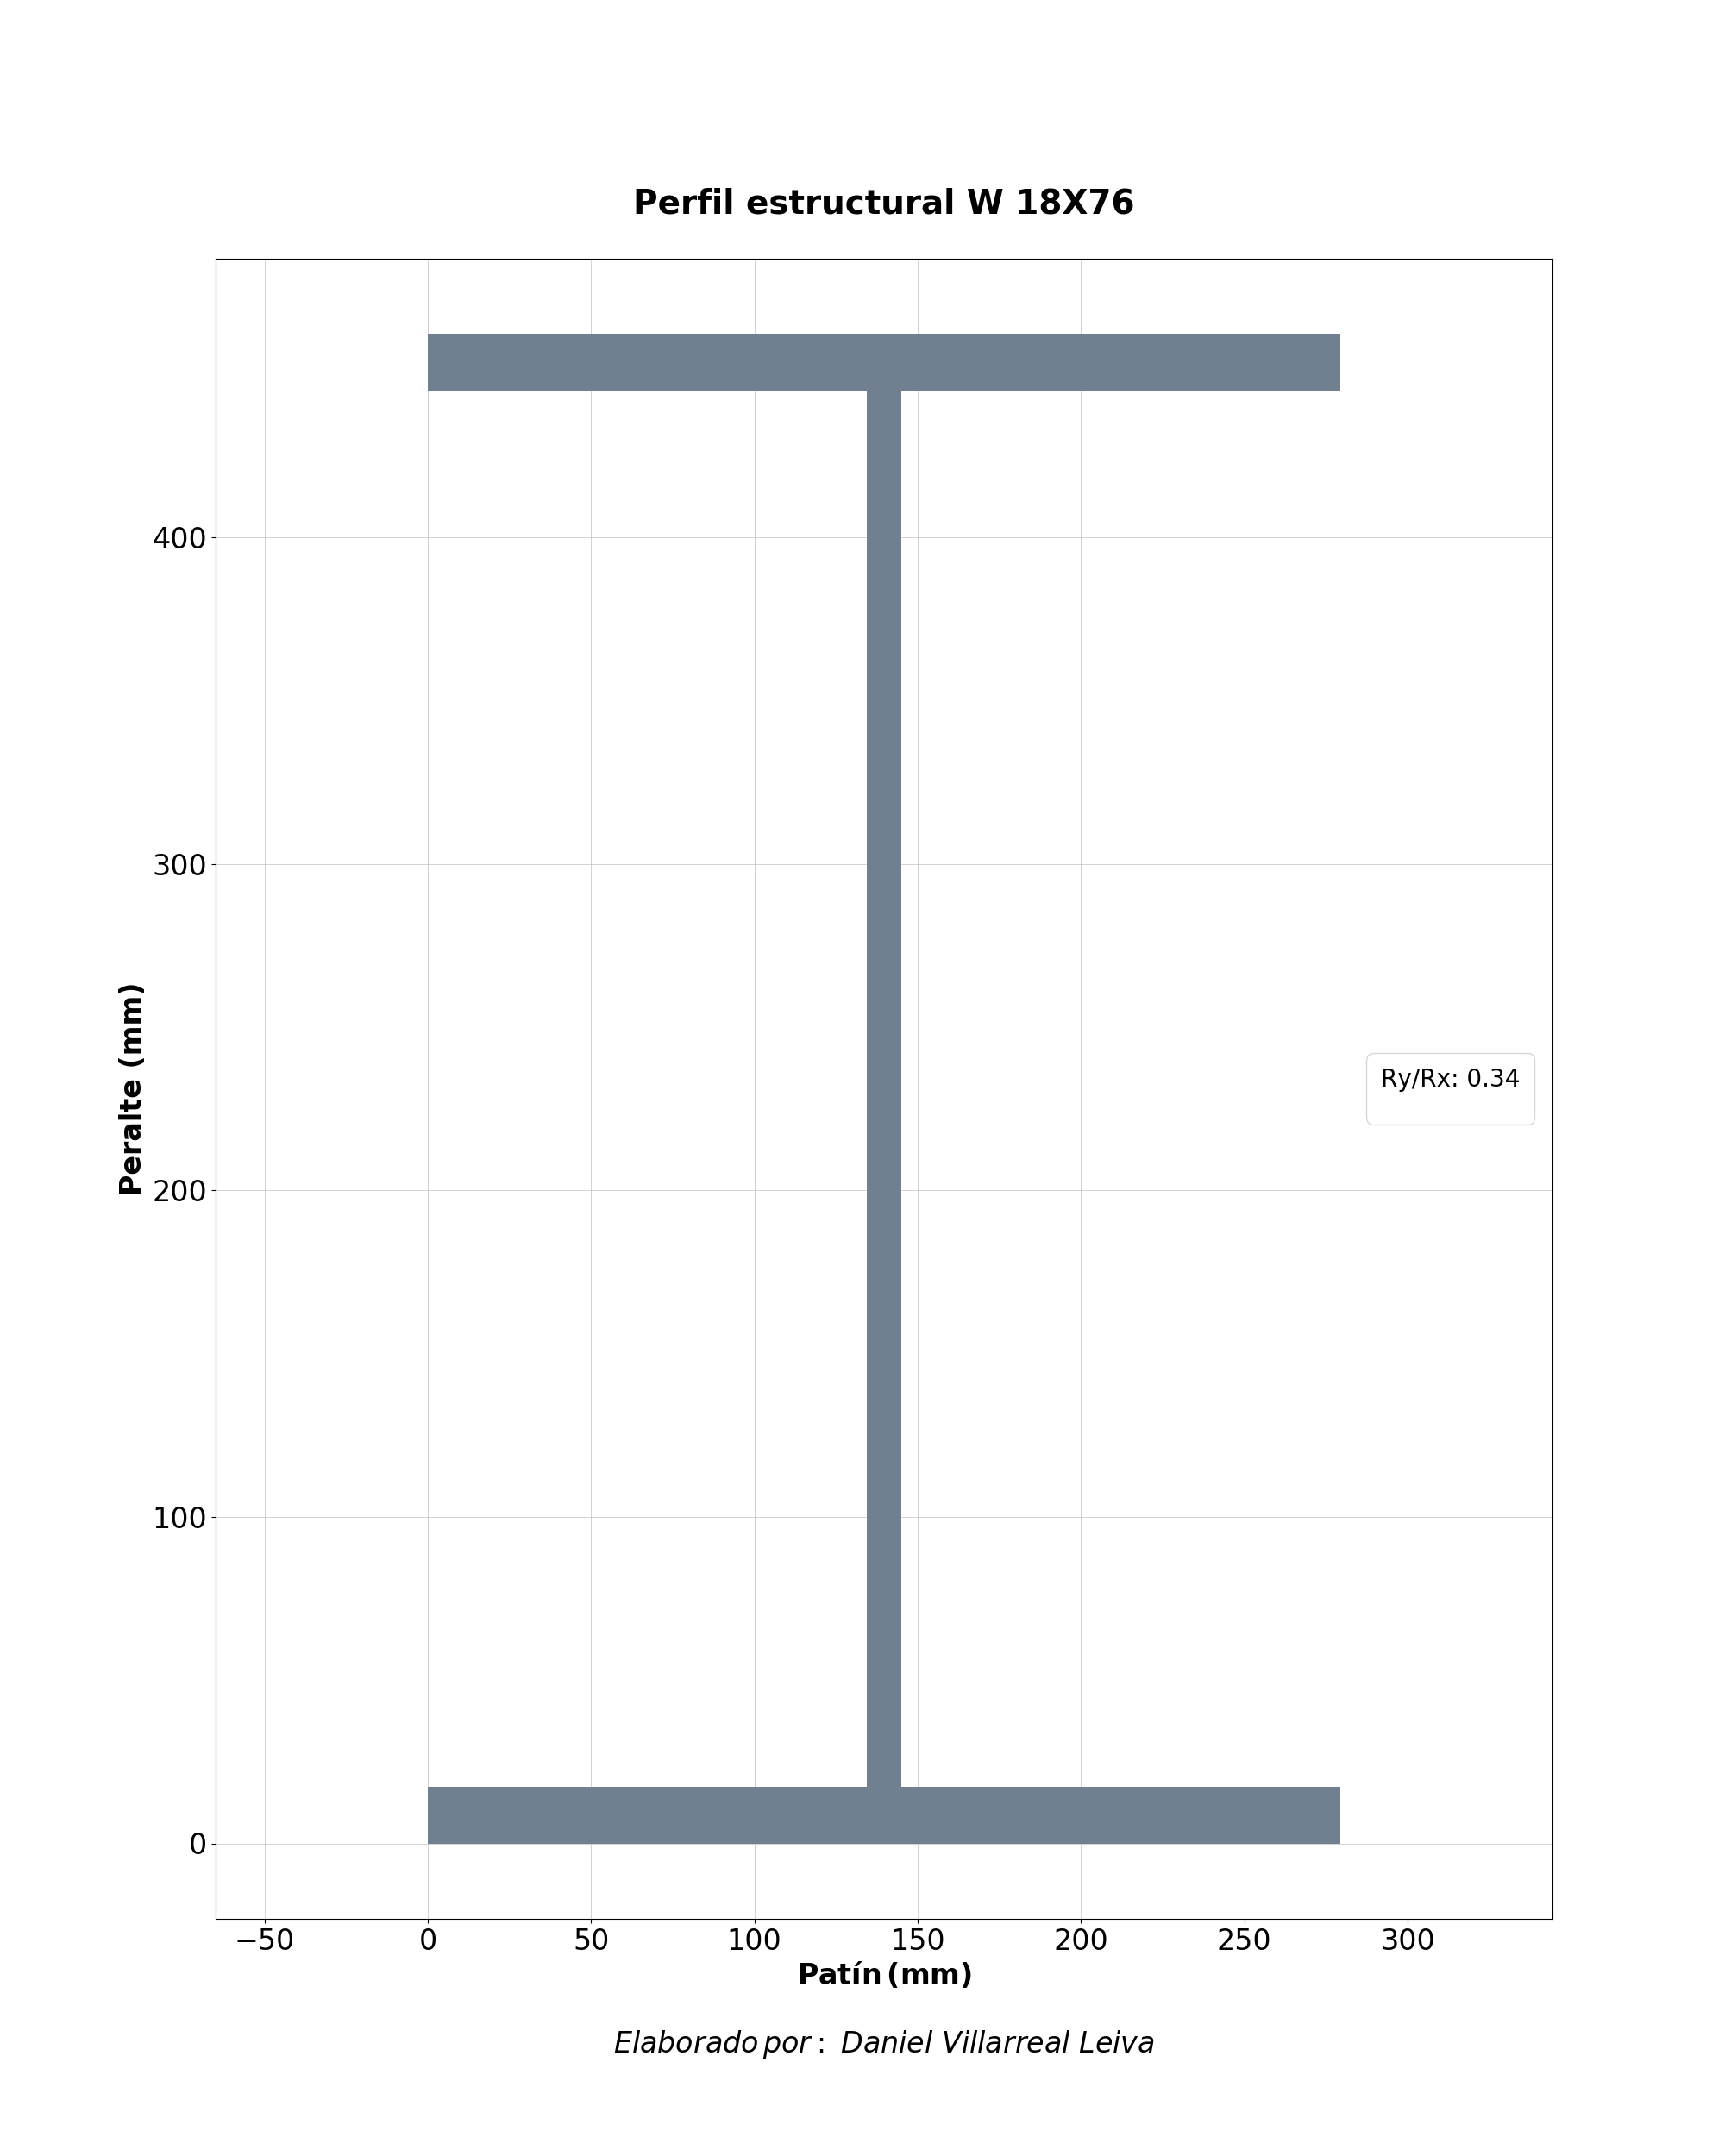 Perfil estructural W 18X76
Peralte (mm)
400
300
200
100
0
Ry/Rx: 0.34
−50 0 50 100 150 200 250 300
Patín (mm)
Elaborado por: Daniel Villarreal Leiva